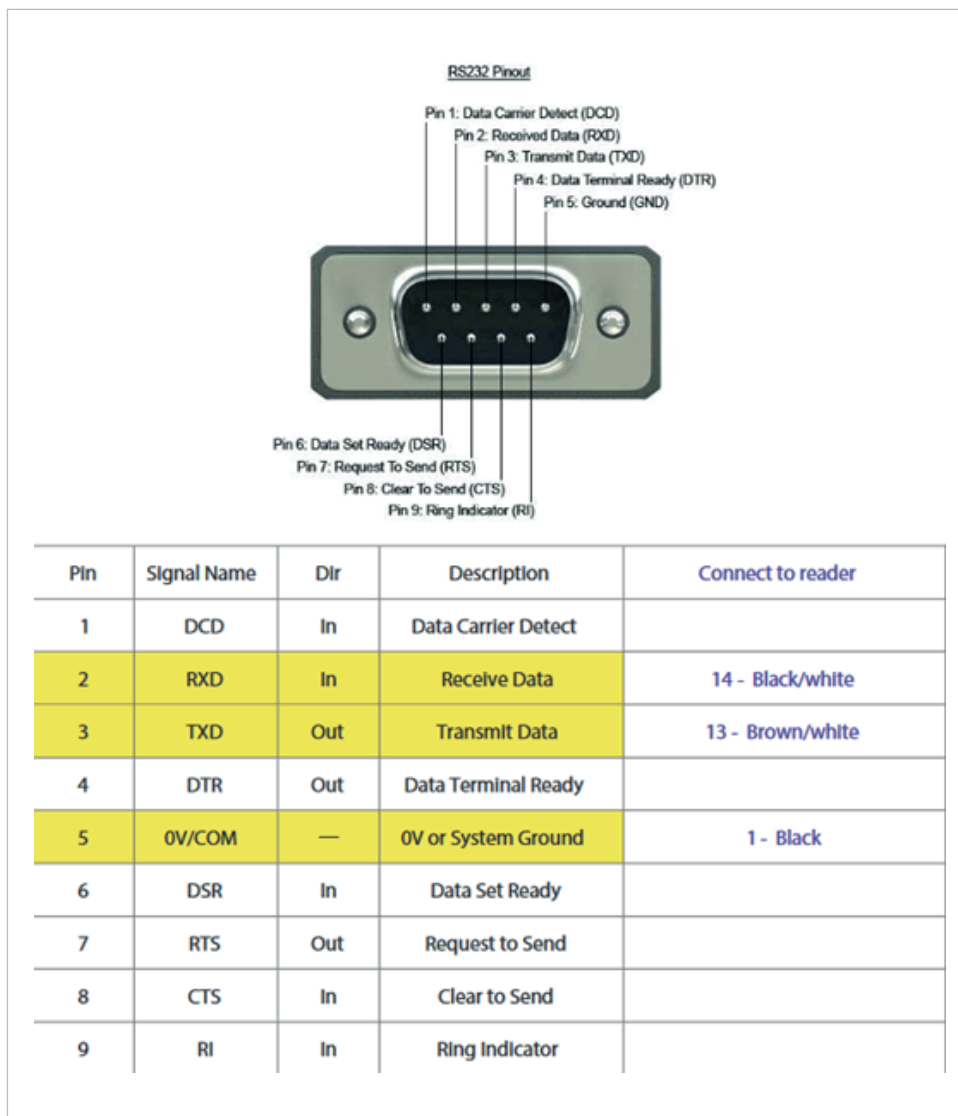 RS232 Pinout
Pin 1: Data Carrier Detect (DCD)
Pin 2: Received Data (RXD)
Pin 3: Transmit Data (TXD)
Pin 4: Data Terminal Ready (DTR)
Pin 5: Ground (GND)
Pin 6: Data Set Ready (DSR)
Pin 7: Request To Send (RTS)
Pin 8: Clear To Send (CTS)
Pin 9: Ring Indicator (RI)
Pin Signal Name Dir Description Connect to reader
1 DCD In Data Carrier Detect
2 RXD In Receive Data 14 - Black/white
3 TXD Out Transmit Data 13 - Brown/white
4 DTR Out Data Terminal Ready
5 0V/COM — 0V or System Ground 1 - Black
6 DSR In Data Set Ready
7 RTS Out Request to Send
8 CTS In Clear to Send
9 RI In Ring Indicator